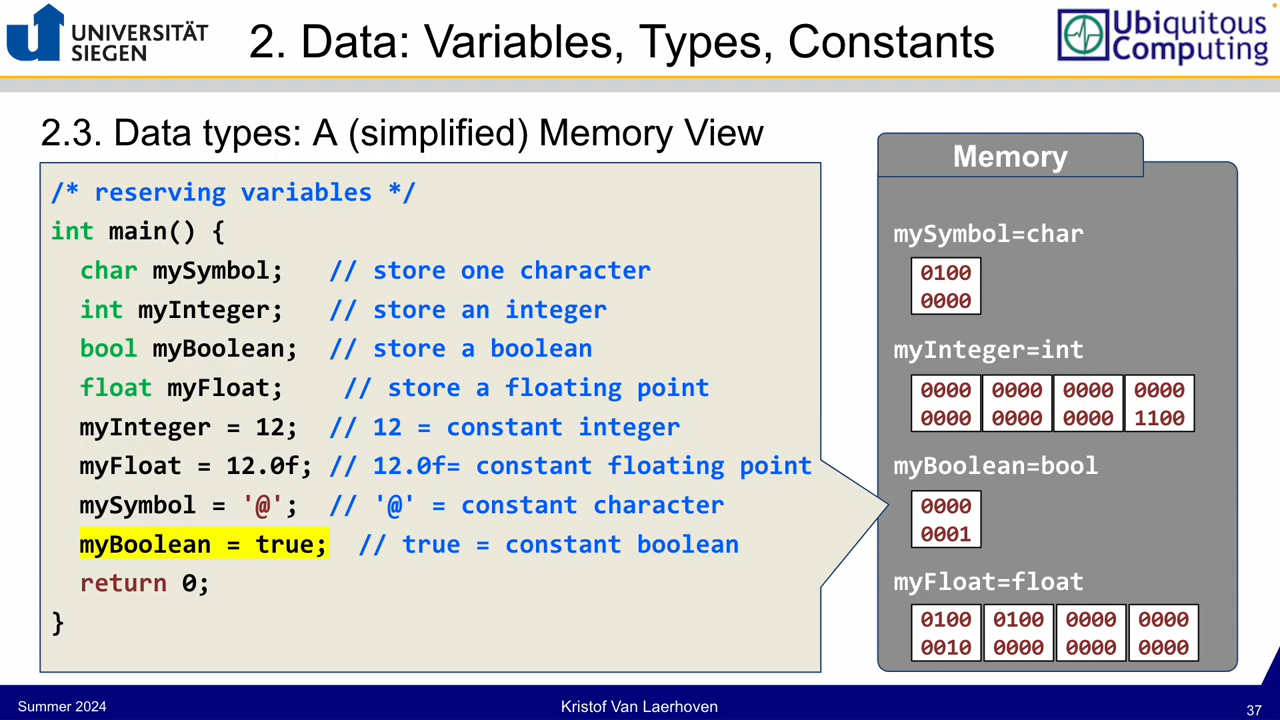 UNIVERSITÄT
SIEGEN
2. Data: Variables, Types, Constants
Ubiquitous
Computing
2.3. Data types: A (simplified) Memory View
/* reserving variables */
int main() {
  char mySymbol;   // store one character
  int myInteger;   // store an integer
  bool myBoolean;  // store a boolean
  float myFloat;    // store a floating point
  myInteger = 12;  // 12 = constant integer
  myFloat = 12.0f; // 12.0f= constant floating point
  mySymbol = '@';  // '@' = constant character
  myBoolean = true;  // true = constant boolean
  return 0;
}
Memory
mySymbol=char
0100
0000
myInteger=int
0000 0000 0000 0000
0000 0000 0000 1100
myBoolean=bool
0000
0001
myFloat=float
0100 0100 0000 0000
0010 0000 0000 0000
Summer 2024
Kristof Van Laerhoven
37